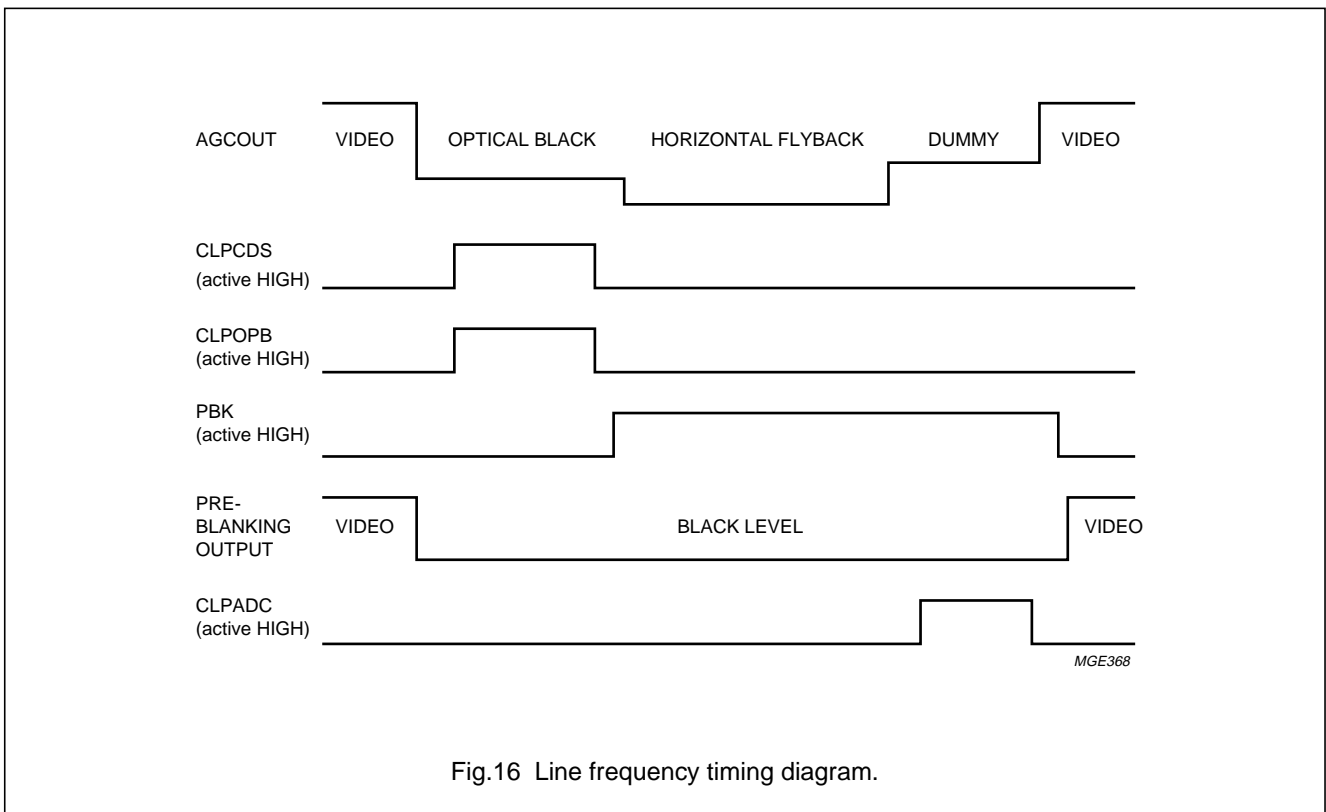 AGCOUT VIDEO OPTICAL BLACK HORIZONTAL FLYBACK DUMMY VIDEO
CLPCDS
(active HIGH)
CLPOPB
(active HIGH)
PBK
(active HIGH)
PRE-
BLANKING VIDEO BLACK LEVEL VIDEO
OUTPUT
CLPADC
(active HIGH)
MGE368
Fig.16 Line frequency timing diagram.